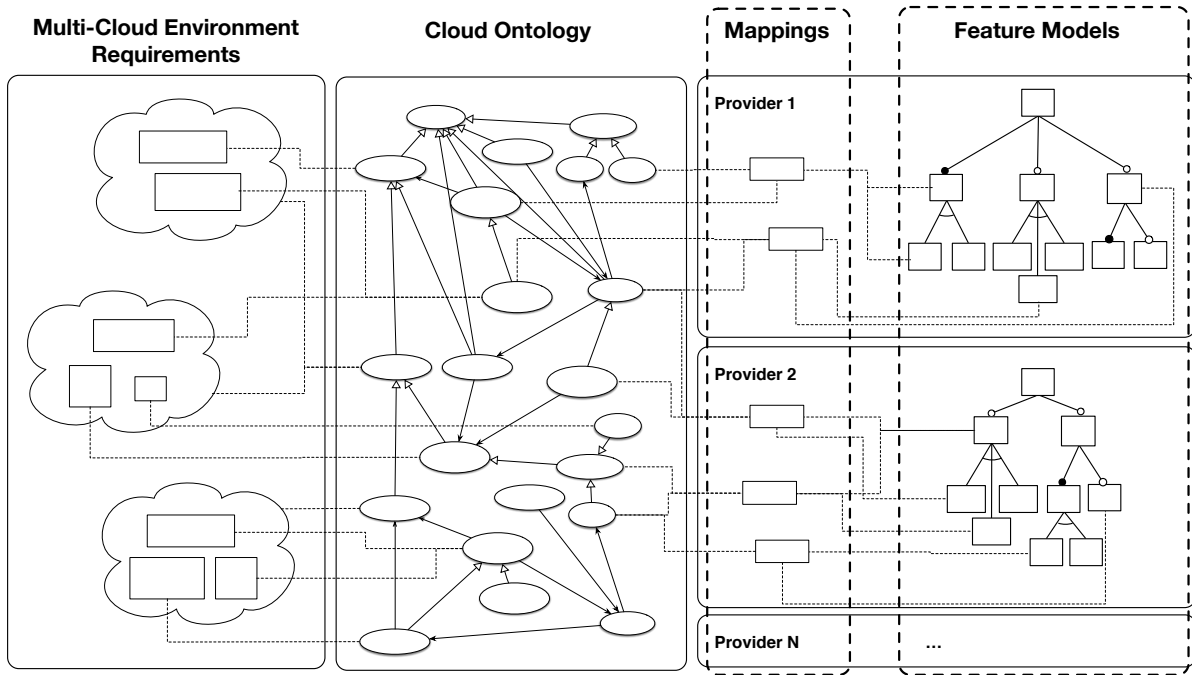 Multi-Cloud Environment
Requirements
Cloud Ontology
Mappings
Feature Models
Provider 1
Provider 2
Provider N
...